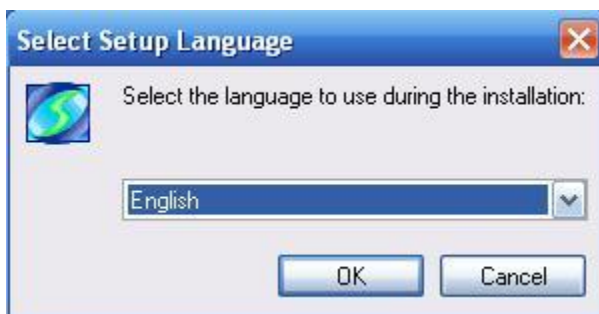 Select Setup Language
Select the language to use during the installation:
English
OK
Cancel